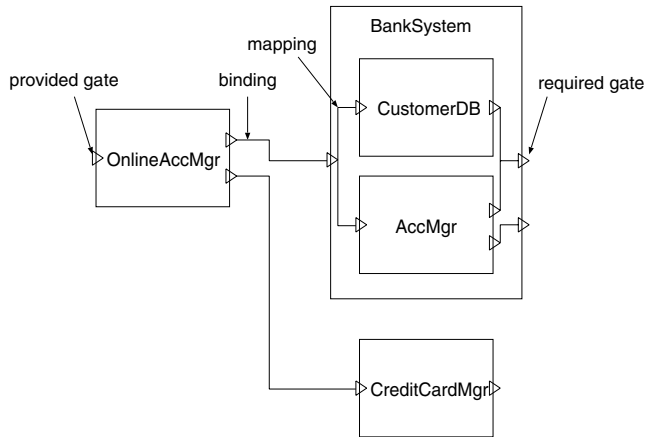 BankSystem
mapping
provided gate
binding
required gate
CustomerDB
OnlineAccMgr
AccMgr
CreditCardMgr